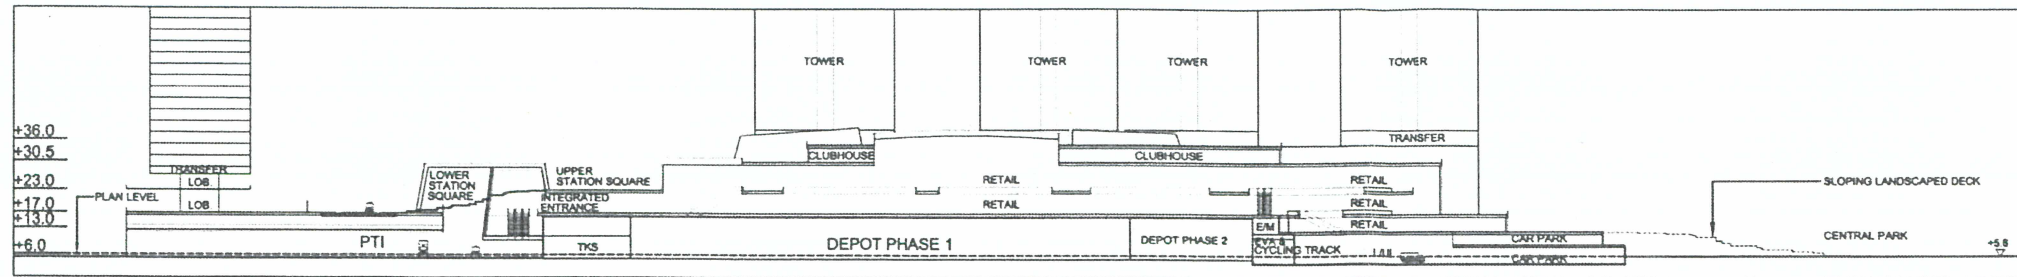 TOWER
TOWER
TOWER
TOWER
+36.0
TRANSFER
+30.5
CLUBHOUSE
CLUBHOUSE
TRANSFER
LOWER
STATION
SQUARE
UPPER
STATION SQUARE
+23.0
LOB.
RETAIL
RETAIL
SLOPING LANDSCAPED DECK
PLAN LEVEL
INTEGRATED
ENTRANCE
+17.0
LOB.
RETAIL
RETAIL
+13.0
E/M
RETAIL
PTI
TKS
DEPOT PHASE 1
DEPOT PHASE 2
EVA &
CYCLING TRACK
L/UL
CAR PARK
CENTRAL PARK
+6.0
CAR PARK